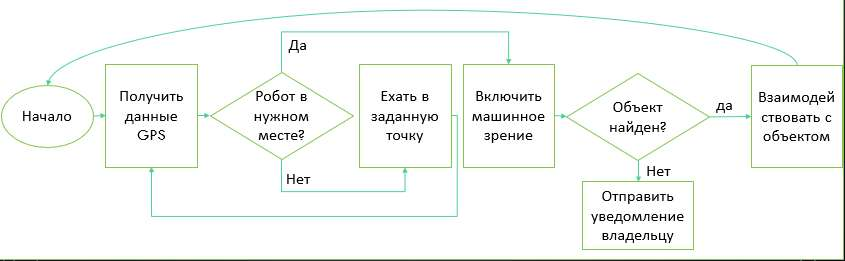 Начало
Получить
данные
GPS
Да
Робот в
нужном
месте?
Нет
Ехать в
заданную
точку
Включить
машинное
зрение
Объект
найден?
да
Нет
Взаимодей
ствовать с
объектом
Отправить
уведомление
владельцу